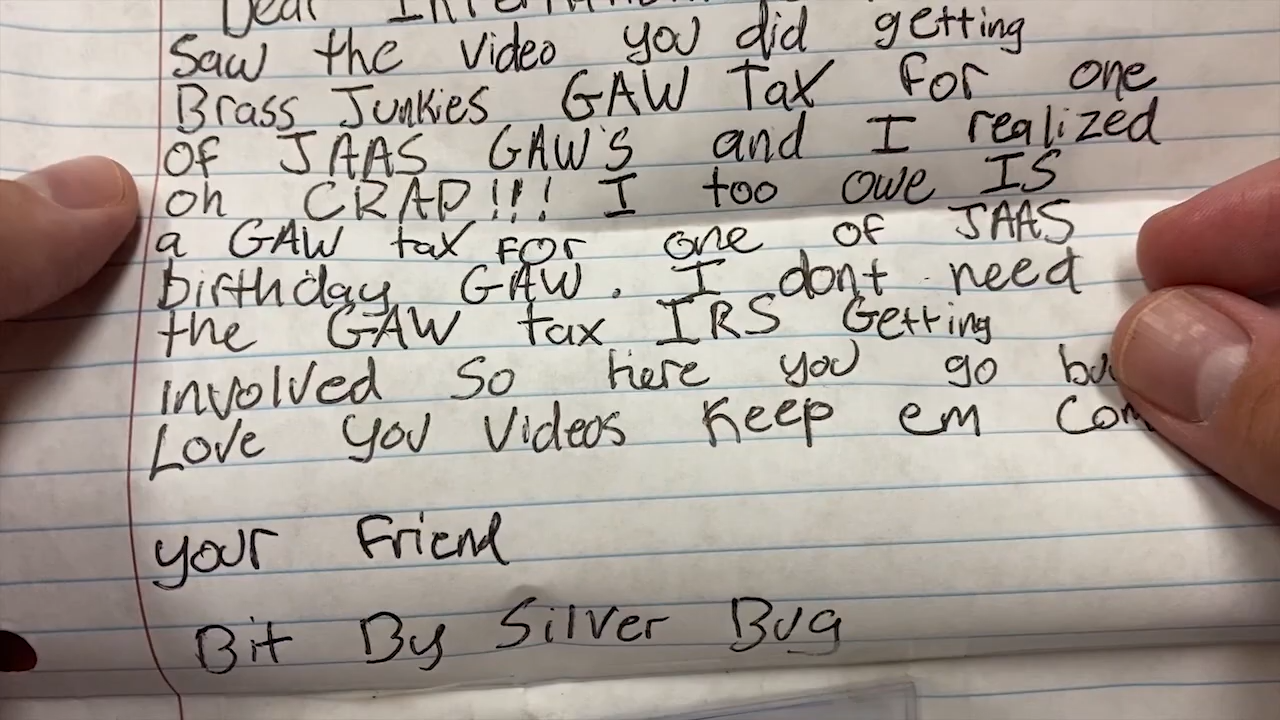 Dear
Saw the video you did getting
Brass Junkies GAW Tax For one
OF JAAS GAW'S and I realized
oh CRAP!!! I too owe IS
a GAW tax FOR one of JAAS
birthday GAW. I dont need
the GAW tax IRS Getting
involved So here you go
Love you Videos Keep em
your Friend
Bit By Silver Bug